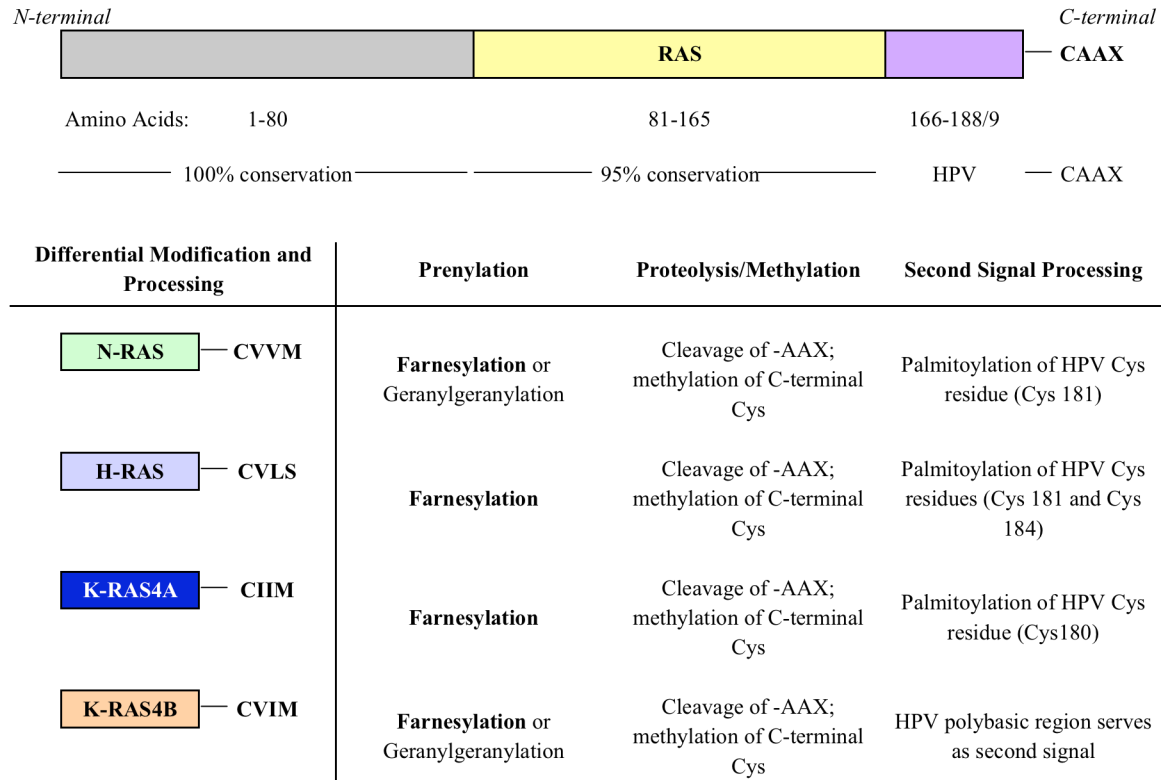 N-terminal C-terminal
RAS CAAX
Amino Acids: 1-80 81-165 166-188/9
100% conservation 95% conservation HPV CAAX
Differential Modification and
Processing
Prenylation
Proteolysis/Methylation
Second Signal Processing
N-RAS CVVM
Farnesylation or
Geranylgeranylation
Cleavage of -AAX;
methylation of C-terminal
Cys
Palmitoylation of HPV Cys
residue (Cys 181)
H-RAS CVLS
Farnesylation
Cleavage of -AAX;
methylation of C-terminal
Cys
Palmitoylation of HPV Cys
residues (Cys 181 and Cys
184)
K-RAS4A CIIM
Farnesylation
Cleavage of -AAX;
methylation of C-terminal
Cys
Palmitoylation of HPV Cys
residue (Cys180)
K-RAS4B CVIM
Farnesylation or
Geranylgeranylation
Cleavage of -AAX;
methylation of C-terminal
Cys
HPV polybasic region serves
as second signal